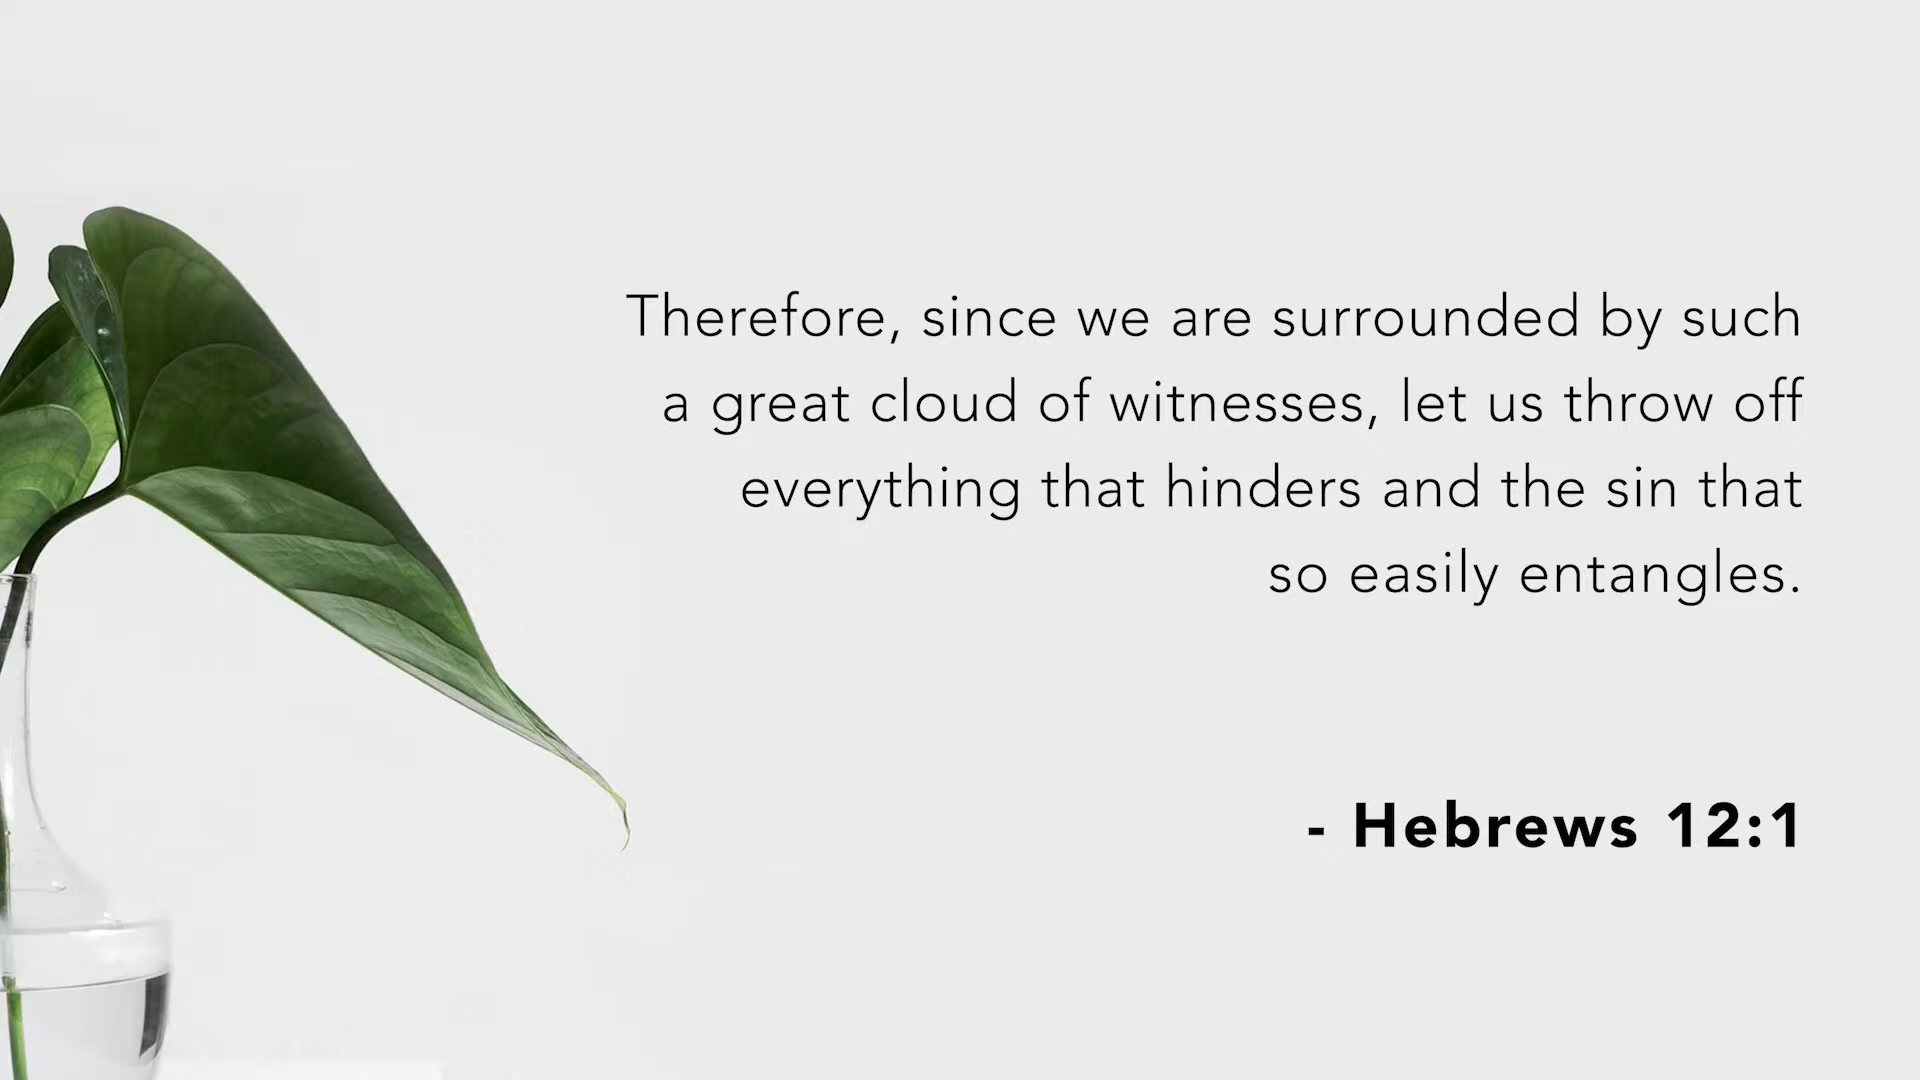 Therefore, since we are surrounded by such
a great cloud of witnesses, let us throw off
everything that hinders and the sin that
so easily entangles.
- Hebrews 12:1